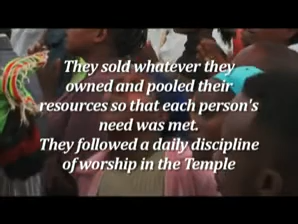 They sold whatever they
owned and pooled their
resources so that each person's
need was met.
They followed a daily discipline
of worship in the Temple